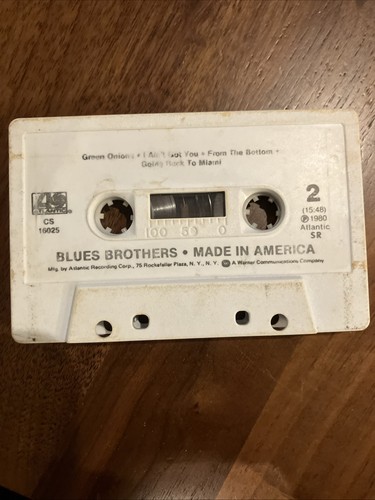 Green Onions • I Ain't Got You • From The Bottom •
Going Back To Miami
ATLANTIC
CS
16025
2
(15:48)
℗1980
Atlantic
SR
100 50 0
BLUES BROTHERS • MADE IN AMERICA
Mfg. by Atlantic Recording Corp., 75 Rockefeller Plaza, N.Y., N.Y. A Warner Communications Company